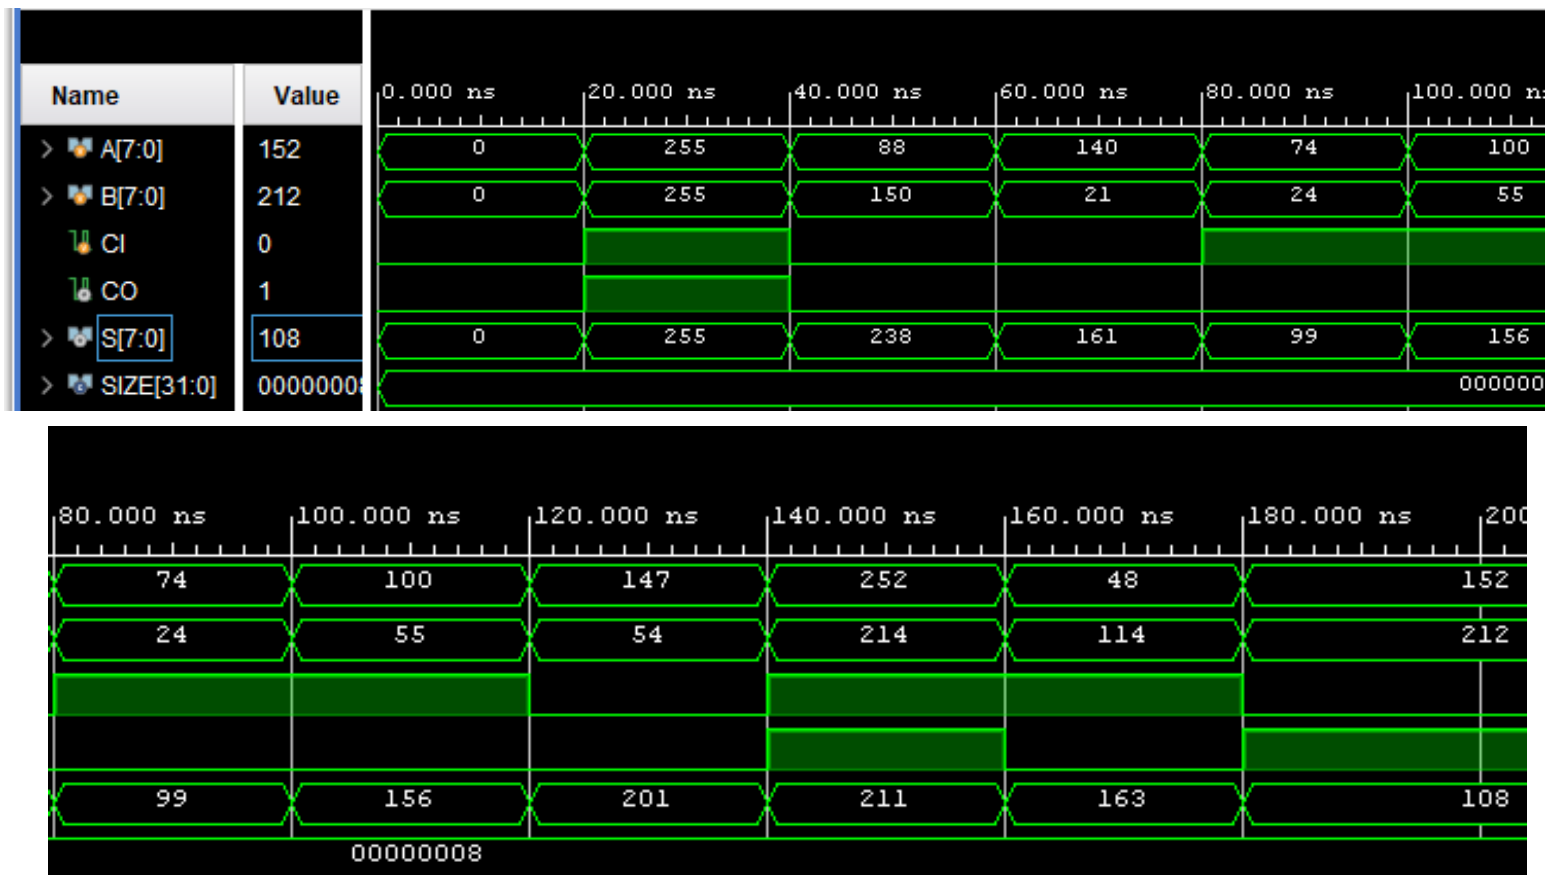 Name Value 0.000 ns 20.000 ns 40.000 ns 60.000 ns 80.000 ns 100.000 n
A[7:0] 152 0 255 88 140 74 100
B[7:0] 212 0 255 150 21 24 55
CI 0
CO 1
S[7:0] 108 0 255 238 161 99 156
SIZE[31:0] 00000008 000000
80.000 ns 100.000 ns 120.000 ns 140.000 ns 160.000 ns 180.000 ns 200
74 100 147 252 48 152
24 55 54 214 114 212
99 156 201 211 163 108
00000008